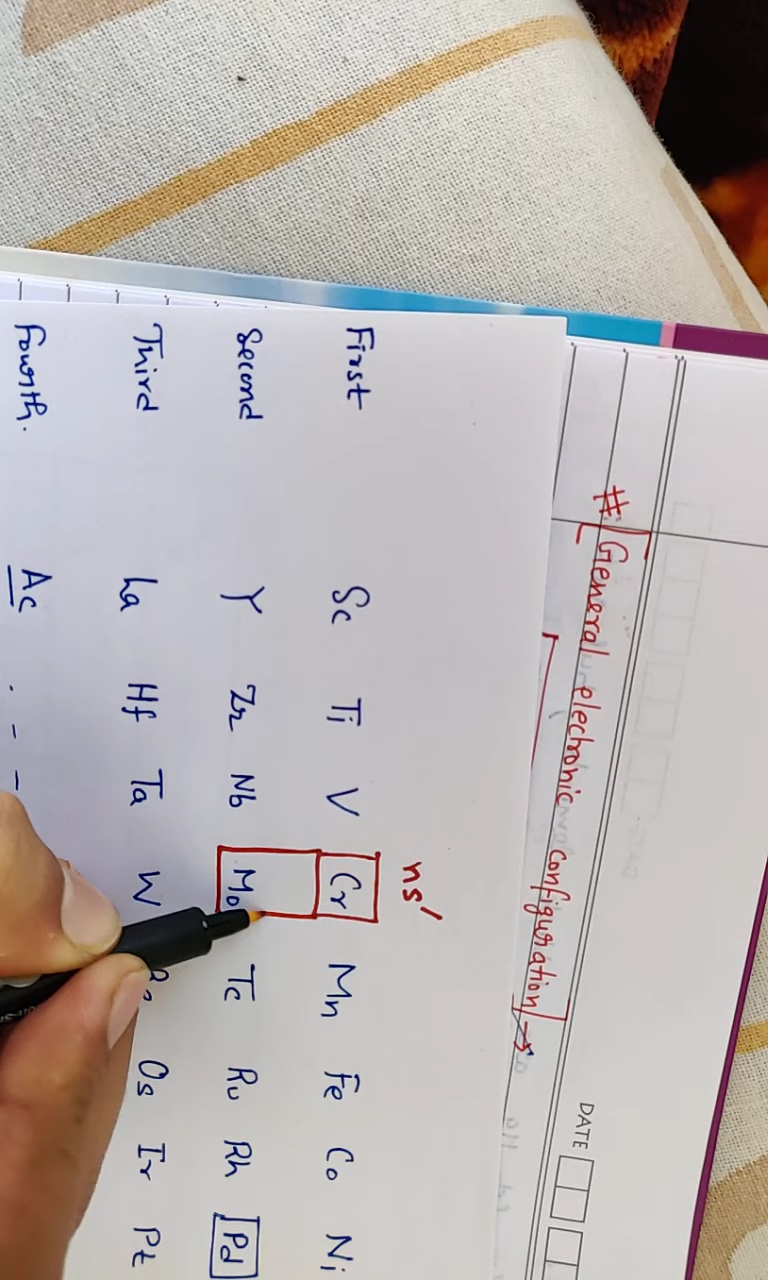 # [General electronic configuration] →
DATE
ns'
First Sc Ti V Cr Mn Fe Co Ni
Second Y Zr Nb Mo Tc Ru Rh Pd
Third La Hf Ta W Os Ir Pt
Fourth. Ac . - -